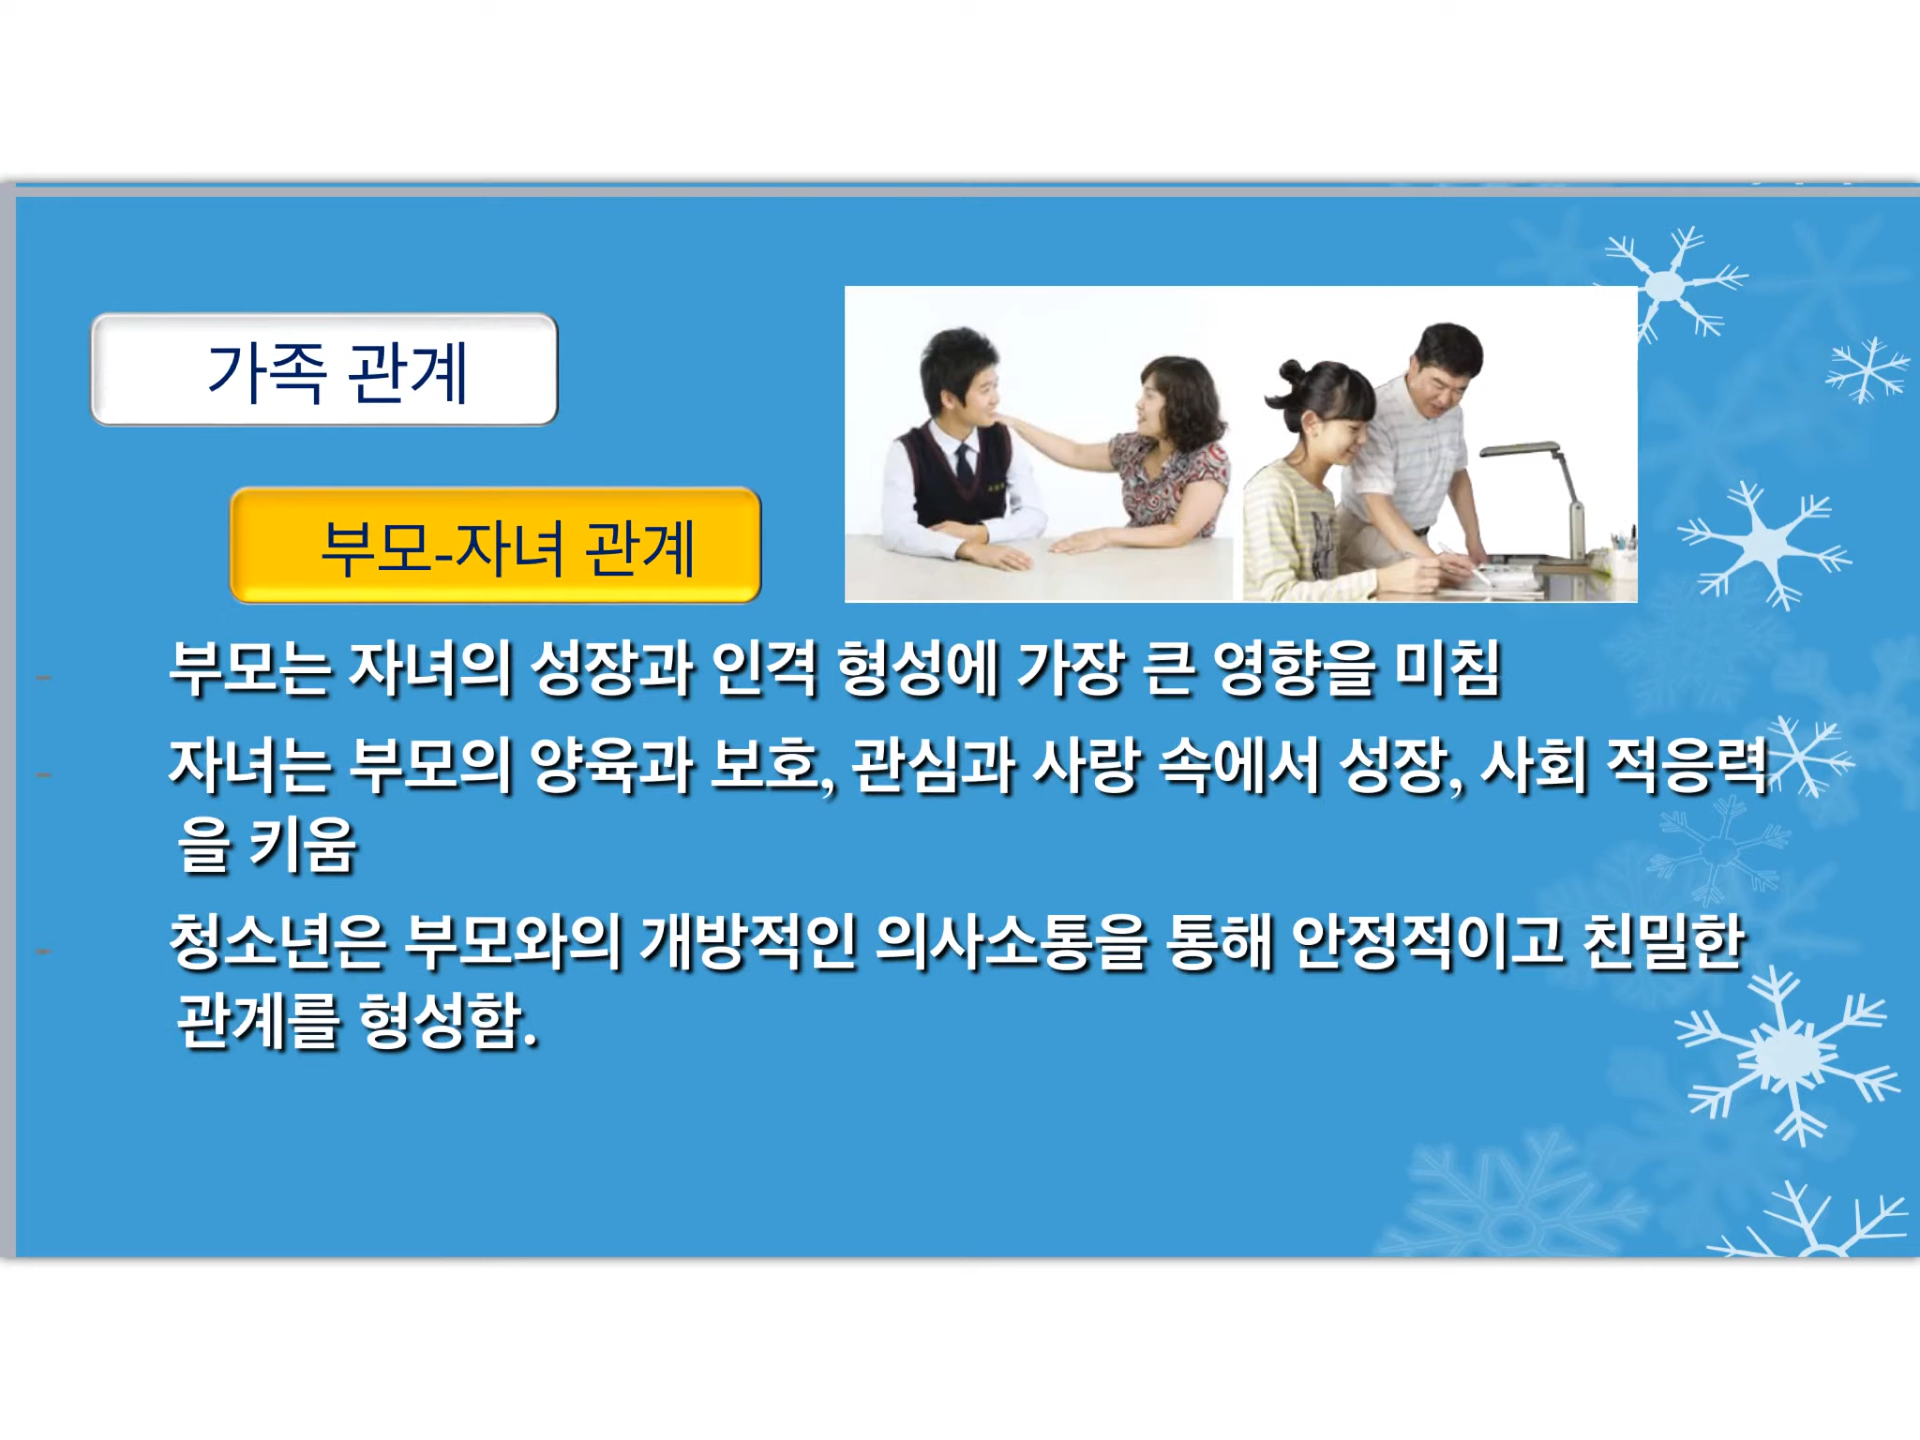 가족 관계
부모-자녀 관계
- 부모는 자녀의 성장과 인격 형성에 가장 큰 영향을 미침
- 자녀는 부모의 양육과 보호, 관심과 사랑 속에서 성장, 사회 적응력
을 키움
- 청소년은 부모와의 개방적인 의사소통을 통해 안정적이고 친밀한
관계를 형성함.